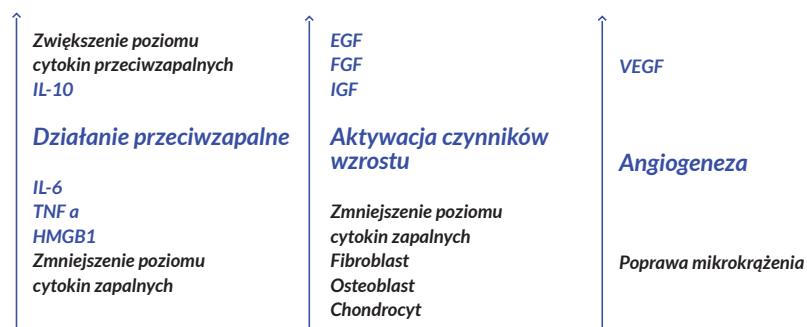 Zwiększenie poziomu
cytokin przeciwzapalnych
IL-10
Działanie przeciwzapalne
IL-6
TNF a
HMGB1
Zmniejszenie poziomu
cytokin zapalnych
EGF
FGF
IGF
Aktywacja czynników
wzrostu
Zmniejszenie poziomu
cytokin zapalnych
Fibroblast
Osteoblast
Chondrocyt
VEGF
Angiogeneza
Poprawa mikrokrążenia